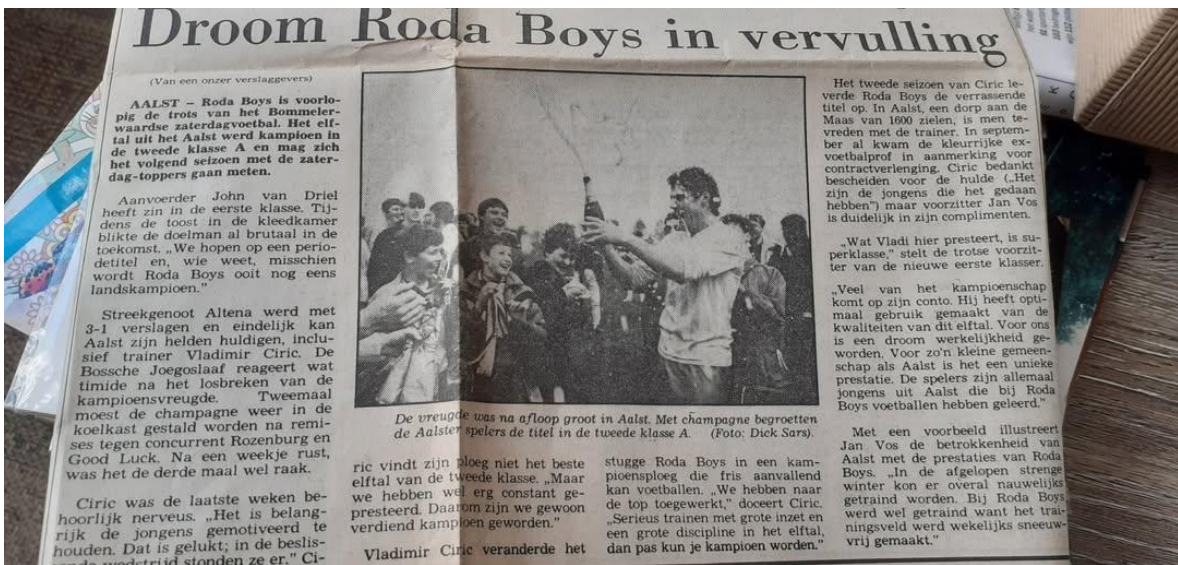 Droom Roda Boys in vervulling
(Van een onzer verslaggevers)
AALST – Roda Boys is voorlo-
pig de trots van het Bommeler-
waardse zaterdagvoetbal. Het elf-
tal uit het Aalst werd kampioen in
de tweede klasse A en mag zich
het volgend seizoen met de zater-
dag-toppers gaan meten.
Aanvoerder John van Driel
heeft zin in de eerste klasse. Tij-
dens de toost in de kleedkamer
blikte de doelman al brutaal in de
toekomst. „We hopen op een perio-
detitel en, wie weet, misschien
wordt Roda Boys ooit nog eens
landskampioen.”
Streekgenoot Altena werd met
3-1 verslagen en eindelijk kan
Aalst zijn helden huldigen, inclu-
sief trainer Vladimir Ciric. De
Bossche Joegoslaaf reageert wat
timide na het losbreken van de
kampioensvreugde. Tweemaal
moest de champagne weer in de
koelkast gestald worden na remi-
ses tegen concurrent Rozenburg en
Good Luck. Na een weekje rust,
was het de derde maal wel raak.
Ciric was de laatste weken be-
hoorlijk nerveus. „Het is belang-
rijk de jongens gemotiveerd te
houden. Dat is gelukt; in de beslis-
sende wedstrijd stonden ze er.” Ci-
De vreugde was na afloop groot in Aalst. Met champagne begroetten
de Aalster spelers de titel in de tweede klasse A. (Foto: Dick Sars).
ric vindt zijn ploeg niet het beste
elftal van de tweede klasse. „Maar
we hebben wel erg constant ge-
presteerd. Daarom zijn we gewoon
verdiend kampioen geworden.”
Vladimir Ciric veranderde het
stugge Roda Boys in een kam-
pioensploeg die fris aanvallend
kan voetballen. „We hebben naar
de top toegewerkt,” doceert Ciric.
„Serieus trainen met grote inzet en
een grote discipline in het elftal,
dan pas kun je kampioen worden.”
Het tweede seizoen van Ciric le-
verde Roda Boys de verrassende
titel op. In Aalst, een dorp aan de
Maas van 1600 zielen, is men te-
vreden met de trainer. In septem-
ber al kwam de kleurrijke ex-
voetbalprof in aanmerking voor
contractverlenging. Ciric bedankt
bescheiden voor de hulde („Het
zijn de jongens die het gedaan
hebben”) maar voorzitter Jan Vos
is duidelijk in zijn complimenten.
„Wat Vladi hier presteert, is su-
perklasse,” stelt de trotse voorzit-
ter van de nieuwe eerste klasser.
„Veel van het kampioenschap
komt op zijn conto. Hij heeft opti-
maal gebruik gemaakt van de
kwaliteiten van dit elftal. Voor ons
is een droom werkelijkheid ge-
worden. Voor zo'n kleine gemeen-
schap als Aalst is het een unieke
prestatie. De spelers zijn allemaal
jongens uit Aalst die bij Roda
Boys voetballen hebben geleerd.”
Met een voorbeeld illustreert
Jan Vos de betrokkenheid van
Aalst met de prestaties van Roda
Boys. „In de afgelopen strenge
winter kon er overal nauwelijks
getraind worden. Bij Roda Boys
werd wel getraind want het trai-
ningsveld werd wekelijks sneeuw-
vrij gemaakt.”